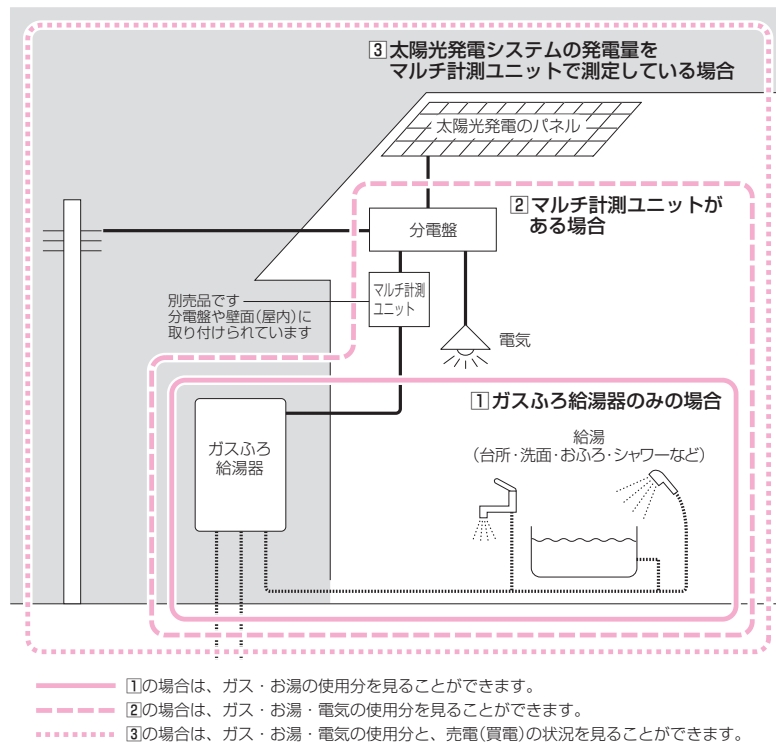 3 太陽光発電システムの発電量を
マルチ計測ユニットで測定している場合
太陽光発電のパネル
2 マルチ計測ユニットが
ある場合
分電盤
マルチ計測
ユニット
別売品です
分電盤や壁面(屋内)に
取り付けられています
電気
1 ガスふろ給湯器のみの場合
ガスふろ
給湯器
給湯
(台所・洗面・おふろ・シャワーなど)
1の場合は、ガス・お湯の使用分を見ることができます。
2の場合は、ガス・お湯・電気の使用分を見ることができます。
3の場合は、ガス・お湯・電気の使用分と、売電(買電)の状況を見ることができます。